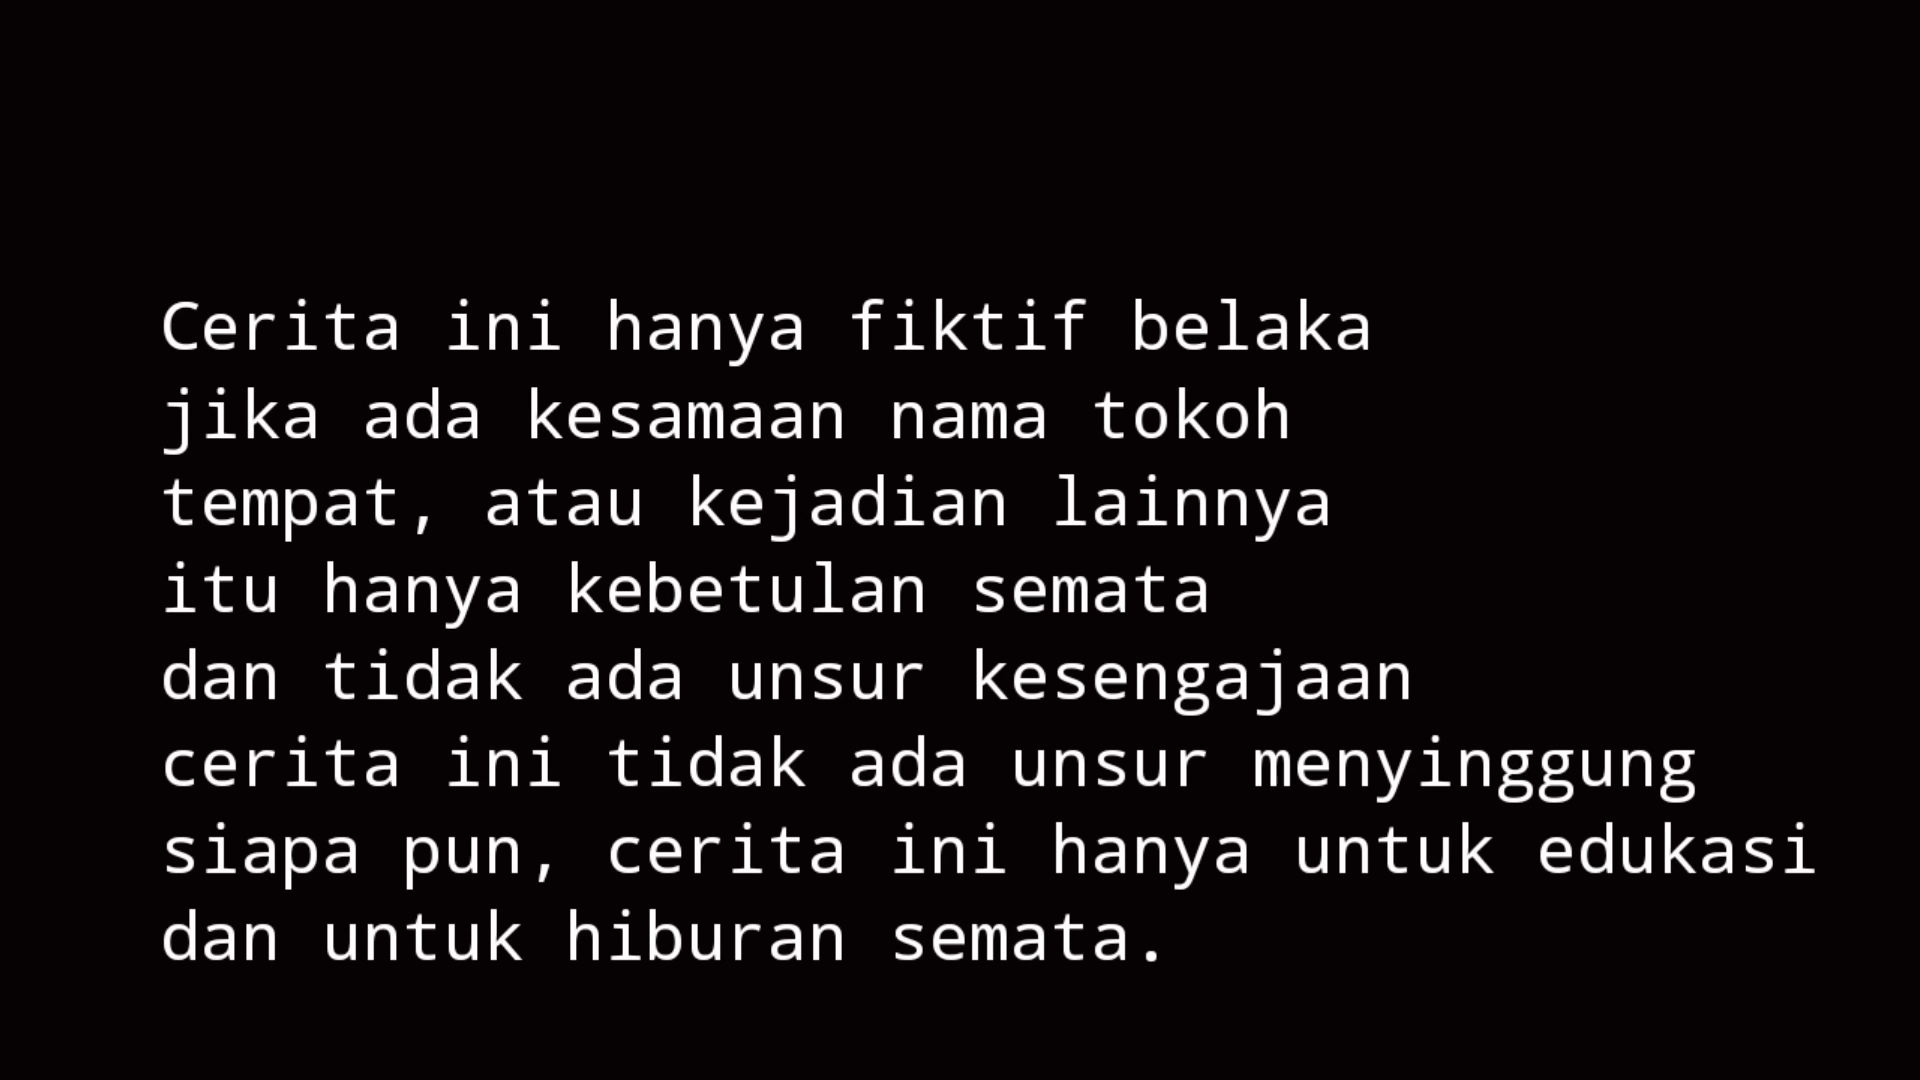 Cerita ini hanya fiktif belaka
jika ada kesamaan nama tokoh
tempat, atau kejadian lainnya
itu hanya kebetulan semata
dan tidak ada unsur kesengajaan
cerita ini tidak ada unsur menyinggung
siapa pun, cerita ini hanya untuk edukasi
dan untuk hiburan semata.